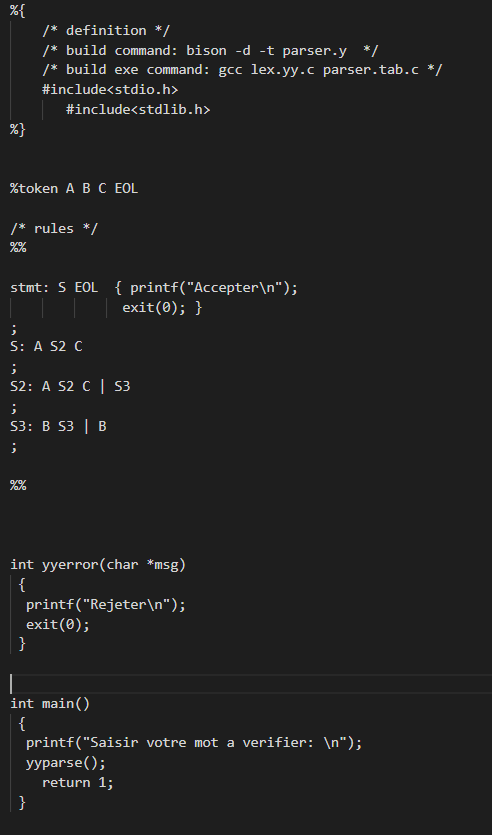 %{
/* definition */
/* build command: bison -d -t parser.y  */
/* build exe command: gcc lex.yy.c parser.tab.c */
#include<stdio.h>
#include<stdlib.h>
%}
%token A B C EOL
/* rules */
%%
stmt: S EOL  { printf("Accepter\n");
exit(0); }
;
S: A S2 C
;
S2: A S2 C | S3
;
S3: B S3 | B
;
%%
int yyerror(char *msg)
{
printf("Rejeter\n");
exit(0);
}
int main()
{
printf("Saisir votre mot a verifier: \n");
yyparse();
return 1;
}